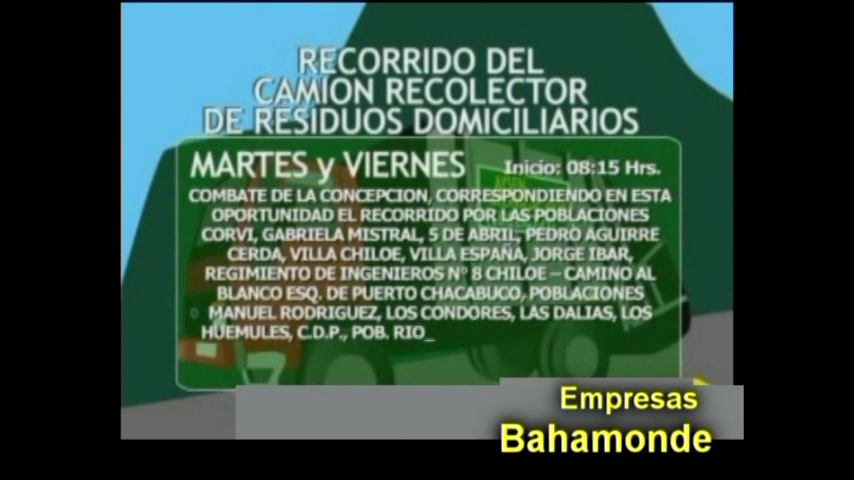 RECORRIDO DEL
CAMION RECOLECTOR
DE RESIDUOS DOMICILIARIOS
MARTES y VIERNES Inicio: 08:15 Hrs.
COMBATE DE LA CONCEPCION, CORRESPONDIENDO EN ESTA
OPORTUNIDAD EL RECORRIDO POR LAS POBLACIONES
CORVI, GABRIELA MISTRAL, 5 DE ABRIL, PEDRO AGUIRRE
CERDA, VILLA CHILOE, VILLA ESPAÑA, JORGE IBAR,
REGIMIENTO DE INGENIEROS N° 8 CHILOE – CAMINO AL
BLANCO ESQ. DE PUERTO CHACABUCO, POBLACIONES
MANUEL RODRIGUEZ, LOS CONDORES, LAS DALIAS, LOS
HUEMULES, C.D.P., POB. RIO_
Empresas
Bahamonde